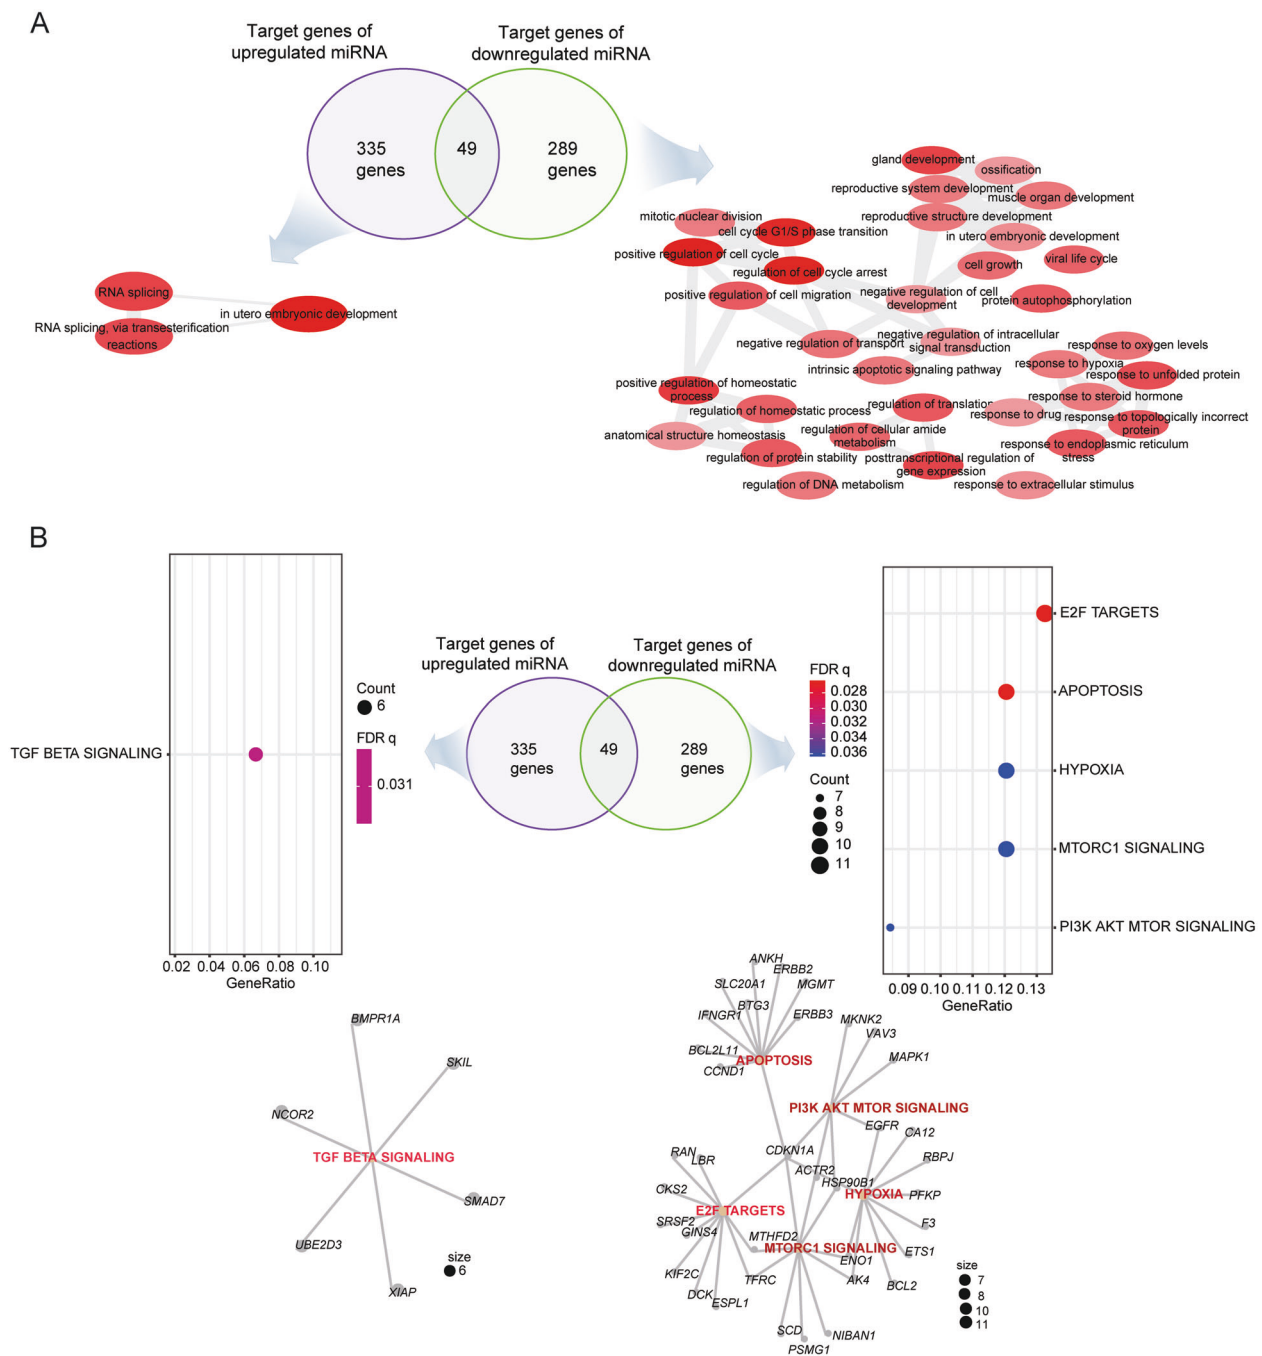 A
Target genes of
upregulated miRNA
Target genes of
downregulated miRNA
335
genes
49
289
genes
RNA splicing
RNA splicing, via transesterification
reactions
in utero embryonic development
gland development
ossification
reproductive system development
muscle organ development
reproductive structure development
mitotic nuclear division
cell cycle G1/S phase transition
in utero embryonic development
positive regulation of cell cycle
cell growth
viral life cycle
regulation of cell cycle arrest
positive regulation of cell migration
negative regulation of cell
development
protein autophosphorylation
negative regulation of transport
negative regulation of intracellular
signal transduction
response to oxygen levels
intrinsic apoptotic signaling pathway
response to hypoxia
response to unfolded protein
positive regulation of homeostatic
process
response to steroid hormone
regulation of homeostatic process
regulation of translation
response to drug
response to topologically incorrect
protein
anatomical structure homeostasis
regulation of cellular amide
metabolism
response to endoplasmic reticulum
stress
regulation of protein stability
posttranscriptional regulation of
gene expression
regulation of DNA metabolism
response to extracellular stimulus
B
TGF BETA SIGNALING
0.02 0.04 0.06 0.08 0.10
GeneRatio
Count
6
FDR q
0.031
Target genes of
upregulated miRNA
Target genes of
downregulated miRNA
335
genes
49
289
genes
FDR q
0.028
0.030
0.032
0.034
0.036
Count
7
8
9
10
11
E2F TARGETS
APOPTOSIS
HYPOXIA
MTORC1 SIGNALING
PI3K AKT MTOR SIGNALING
0.09 0.10 0.11 0.12 0.13
GeneRatio
BMPR1A
SKIL
NCOR2
TGF BETA SIGNALING
SMAD7
UBE2D3
XIAP
size
6
ANKH
ERBB2
SLC20A1
MGMT
BTG3
IFNGR1
ERBB3
MKNK2
VAV3
BCL2L11
APOPTOSIS
MAPK1
CCND1
PI3K AKT MTOR SIGNALING
EGFR
CA12
RAN
LBR
CDKN1A
RBPJ
ACTR2
CKS2
HSP90B1
HYPOXIA
PFKP
E2F TARGETS
SRSF2
GINS4
F3
MTHFD2
MTORC1 SIGNALING
ETS1
ENO1
KIF2C
TFRC
AK4
BCL2
DCK
ESPL1
SCD
NIBAN1
PSMG1
size
7
8
10
11